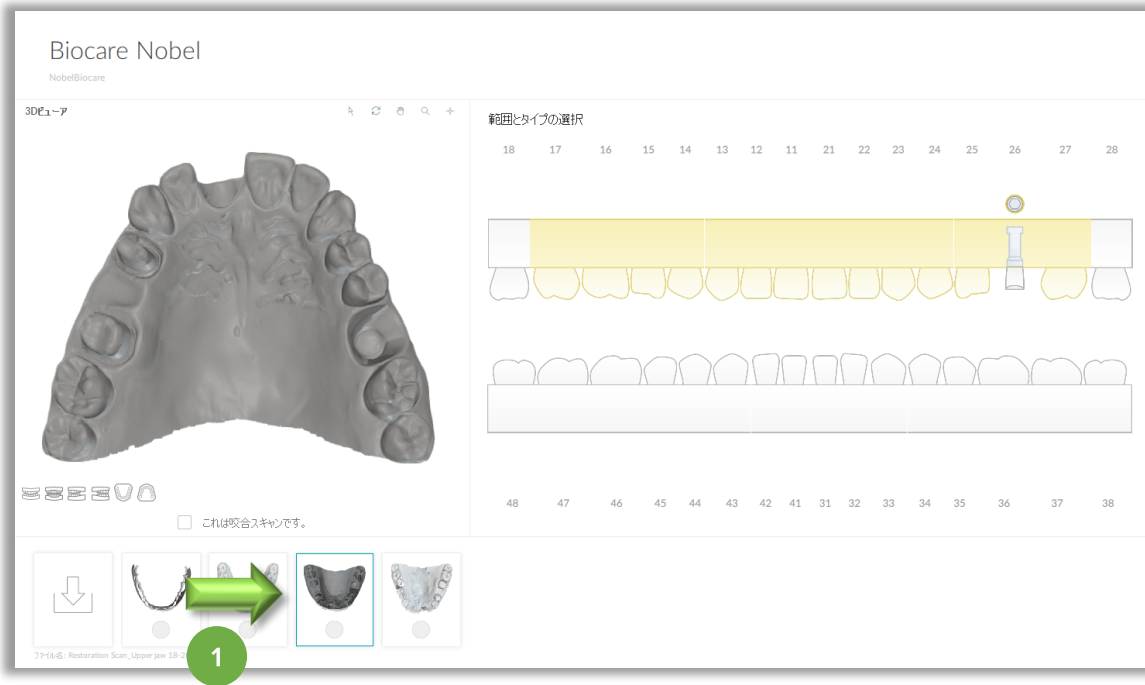 Biocare Nobel
NobelBiocare
3Dビューア
範囲とタイプの選択
18 17 16 15 14 13 12 11 21 22 23 24 25 26 27 28
48 47 46 45 44 43 42 41 31 32 33 34 35 36 37 38
これは咬合スキャンです。
ファイル名: Restoration Scan_Upper jaw 18-2
1